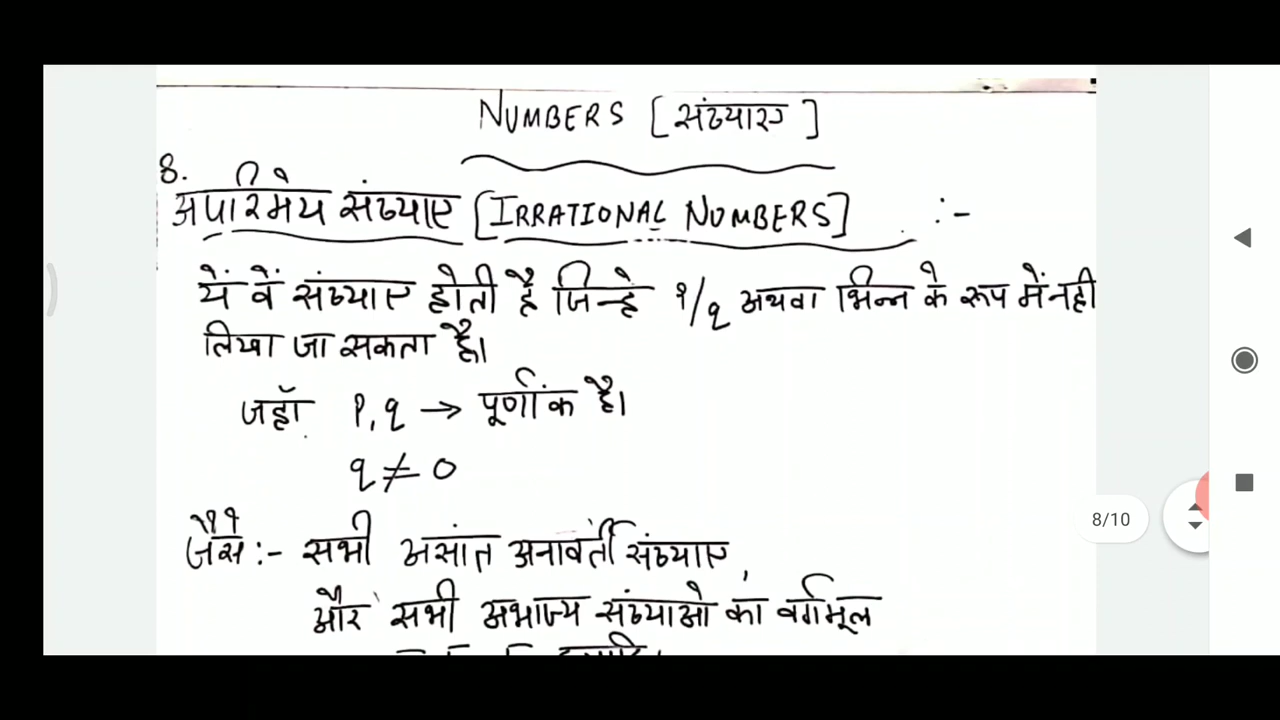 NUMBERS [संख्याए]
8.
अपरिमेय संख्याए [IRRATIONAL NUMBERS] :-
यें वें संख्याए होती है जिन्हे P/q अथवा भिन्न के रूप में नही
लिखा जा सकता है।
जहाँ P, q → पूर्णांक है।
q ≠ 0
जैसे :- सभी असांत अनावर्ती संख्याए,
और सभी अभाज्य संख्याओ का वर्गमूल
8/10